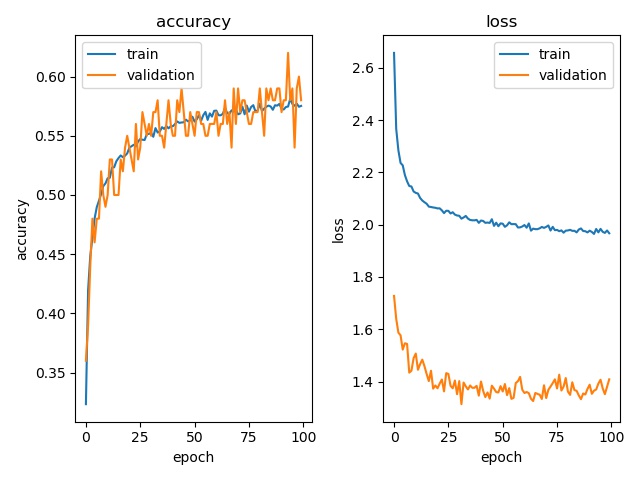 accuracy
train
validation
0.60
0.55
0.50
0.45
0.40
0.35
accuracy
0 25 50 75 100
epoch
loss
train
validation
2.6
2.4
2.2
2.0
1.8
1.6
1.4
loss
0 25 50 75 100
epoch